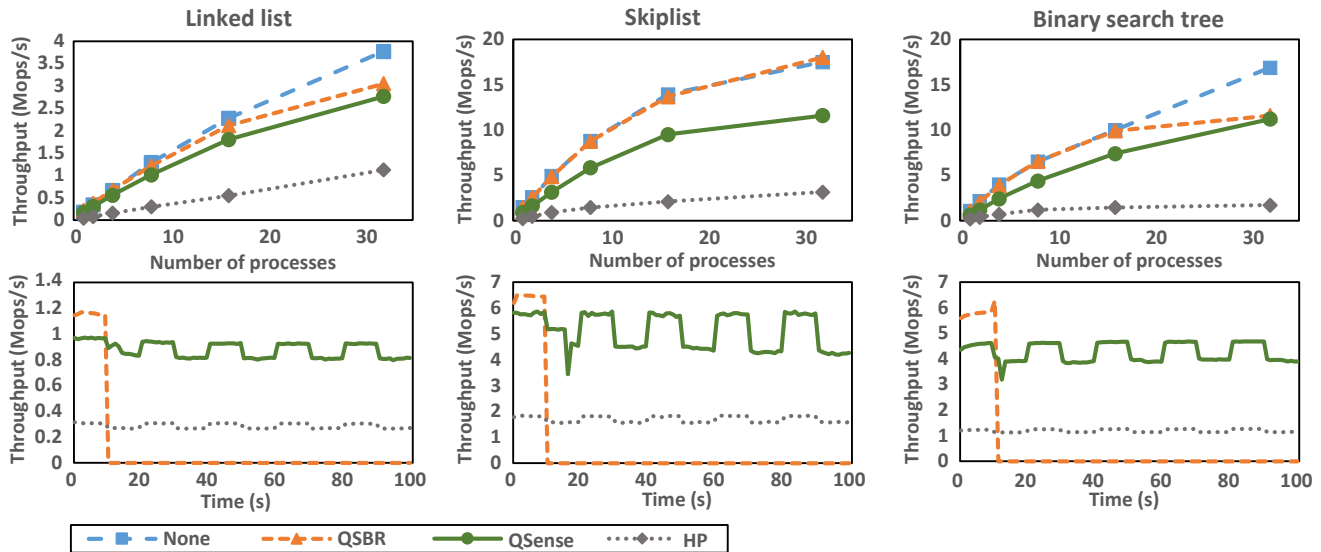 Linked list
Throughput (Mops/s)
4
3.5
3
2.5
2
1.5
1
0.5
0
0 10 20 30
Number of processes
Skiplist
Throughput (Mops/s)
20
15
10
5
0
0 10 20 30
Number of processes
Binary search tree
Throughput (Mops/s)
20
15
10
5
0
0 10 20 30
Number of processes
Throughput (Mops/s)
1.4
1.2
1
0.8
0.6
0.4
0.2
0
0 20 40 60 80 100
Time (s)
Throughput (Mops/s)
7
6
5
4
3
2
1
0
0 20 40 60 80 100
Time (s)
Throughput (Mops/s)
7
6
5
4
3
2
1
0
0 20 40 60 80 100
Time (s)
None QSBR QSense HP